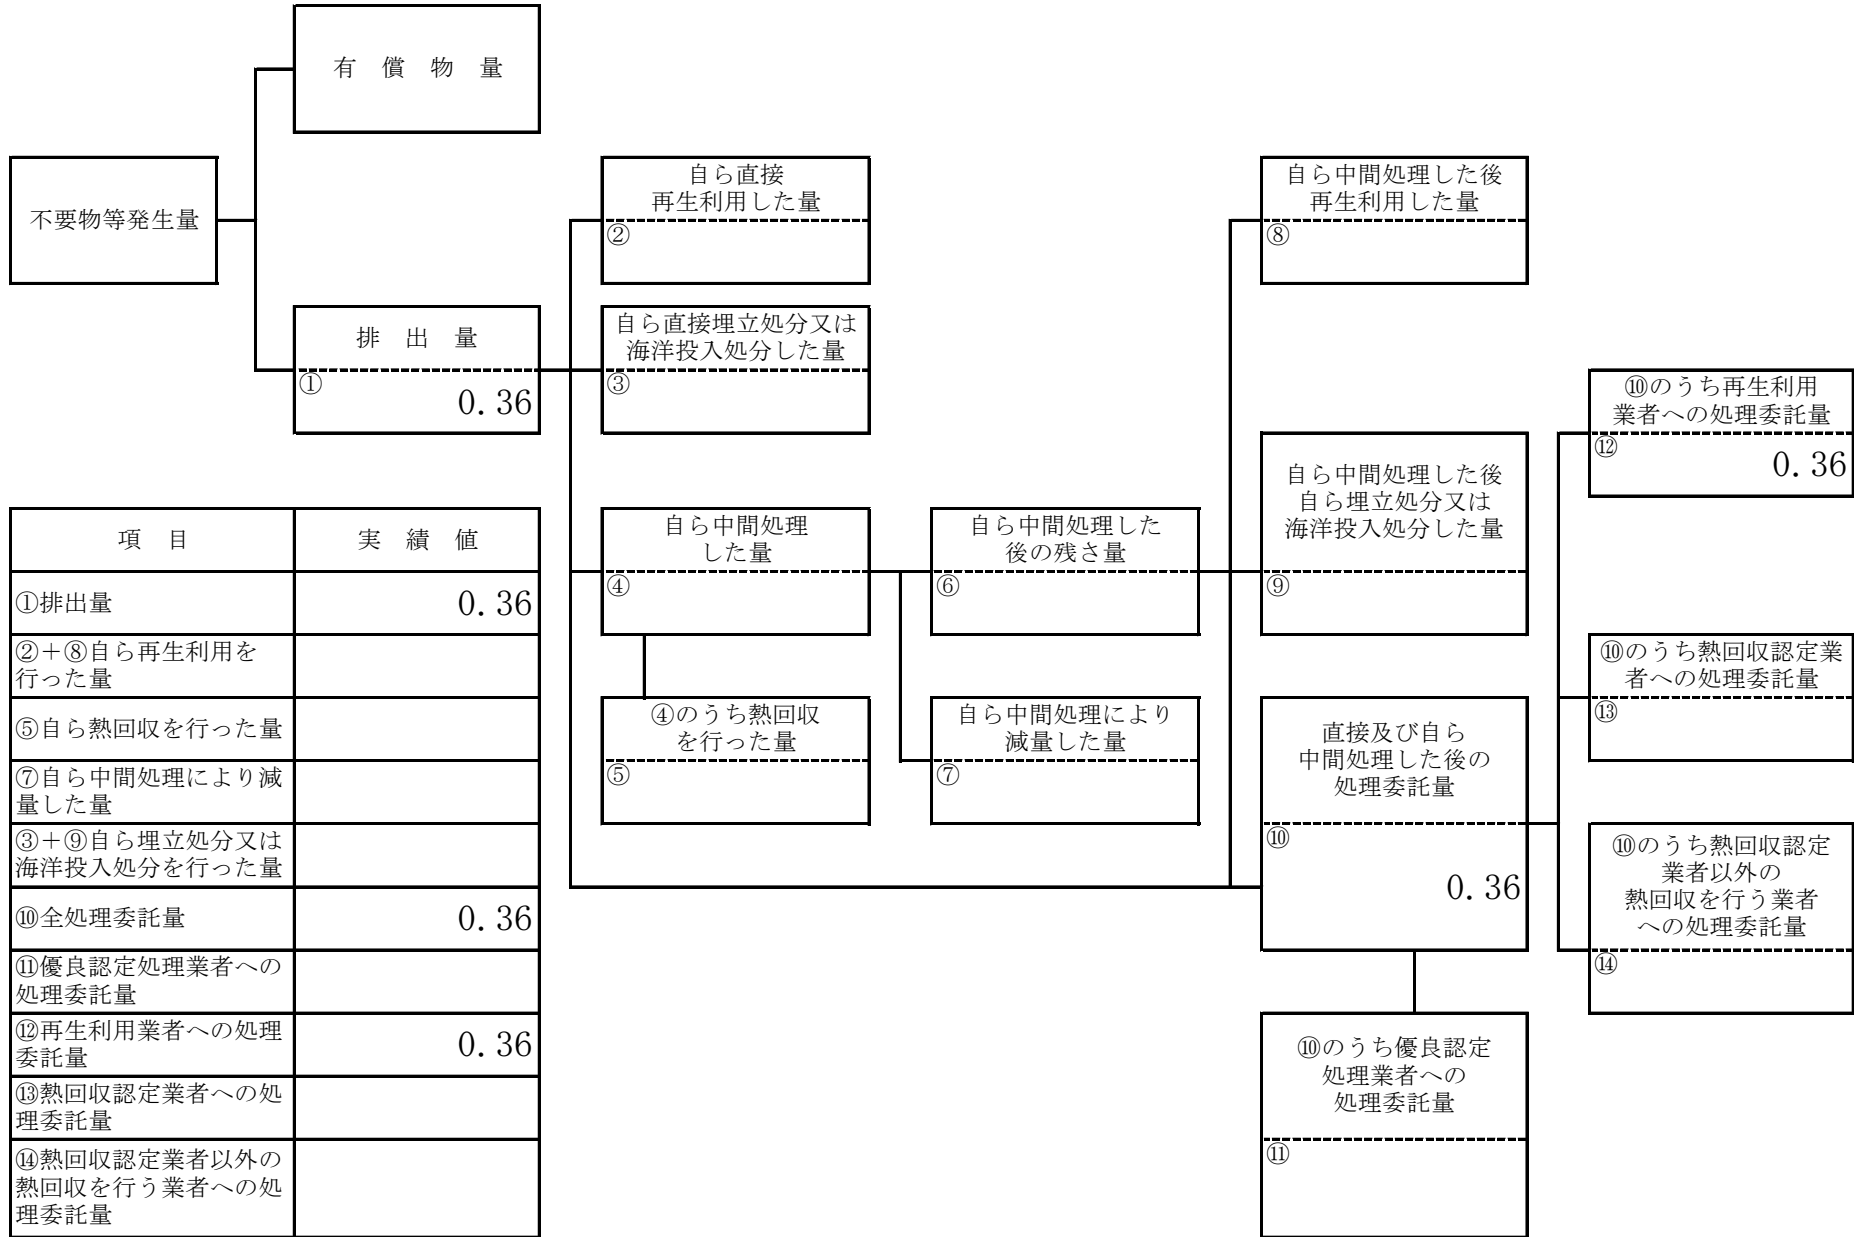 有 償 物 量
不要物等発生量
自ら直接
再生利用した量
②
自ら中間処理した後
再生利用した量
⑧
排 出 量
①
0.36
自ら直接埋立処分又は
海洋投入処分した量
③
⑩のうち再生利用
業者への処理委託量
⑫
0.36
自ら中間処理
した量
④
自ら中間処理した
後の残さ量
⑥
自ら中間処理した後
自ら埋立処分又は
海洋投入処分した量
⑨
④のうち熱回収
を行った量
⑤
自ら中間処理により
減量した量
⑦
直接及び自ら
中間処理した後の
処理委託量
⑩
0.36
⑩のうち熱回収認定業
者への処理委託量
⑬
⑩のうち熱回収認定
業者以外の
熱回収を行う業者
への処理委託量
⑭
⑩のうち優良認定
処理業者への
処理委託量
⑪
項 目
実 績 値
①排出量
0.36
②+⑧自ら再生利用を
行った量
⑤自ら熱回収を行った量
⑦自ら中間処理により減
量した量
③+⑨自ら埋立処分又は
海洋投入処分を行った量
⑩全処理委託量
0.36
⑪優良認定処理業者への
処理委託量
⑫再生利用業者への処理
委託量
0.36
⑬熱回収認定業者への処
理委託量
⑭熱回収認定業者以外の
熱回収を行う業者への処
理委託量